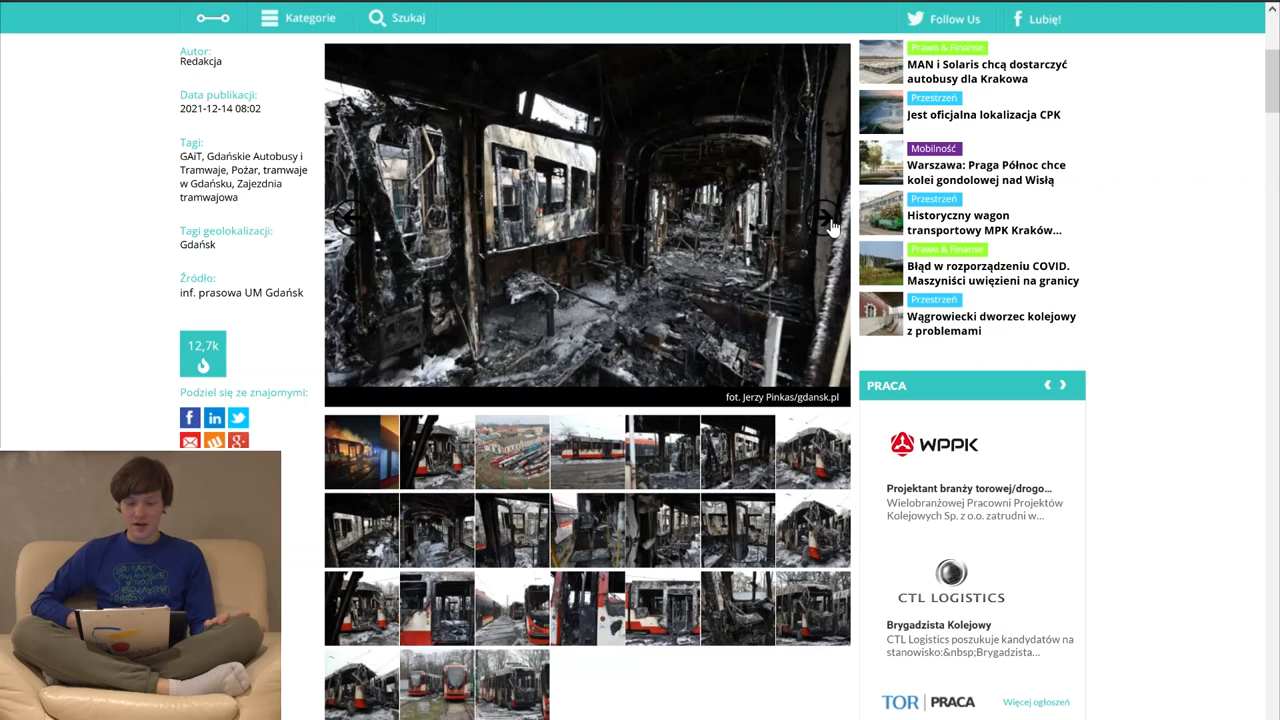 Kategorie
Szukaj
Follow Us
Lubię!
Autor:
Redakcja
Data publikacji:
2021-12-14 08:02
Tagi:
GAiT, Gdańskie Autobusy i
Tramwaje, Pożar, tramwaje
w Gdańsku, Zajezdnia
tramwajowa
Tagi geolokalizacji:
Gdańsk
Źródło:
inf. prasowa UM Gdańsk
12,7k
Podziel się ze znajomymi:
fot. Jerzy Pinkas/gdansk.pl
Prawo & Finanse
MAN i Solaris chcą dostarczyć
autobusy dla Krakowa
Przestrzeń
Jest oficjalna lokalizacja CPK
Mobilność
Warszawa: Praga Północ chce
kolei gondolowej nad Wisłą
Przestrzeń
Historyczny wagon
transportowy MPK Kraków...
Prawo & Finanse
Błąd w rozporządzeniu COVID.
Maszyniści uwięzieni na granicy
Przestrzeń
Wągrowiecki dworzec kolejowy
z problemami
PRACA
WPPK
Projektant branży torowej/drogo...
Wielobranżowej Pracowni Projektów
Kolejowych Sp. z o.o. zatrudni w...
CTL LOGISTICS
Brygadzista Kolejowy
CTL Logistics poszukuje kandydatów na
stanowisko:&nbsp;Brygadzista...
TOR | PRACA
Więcej ogłoszeń